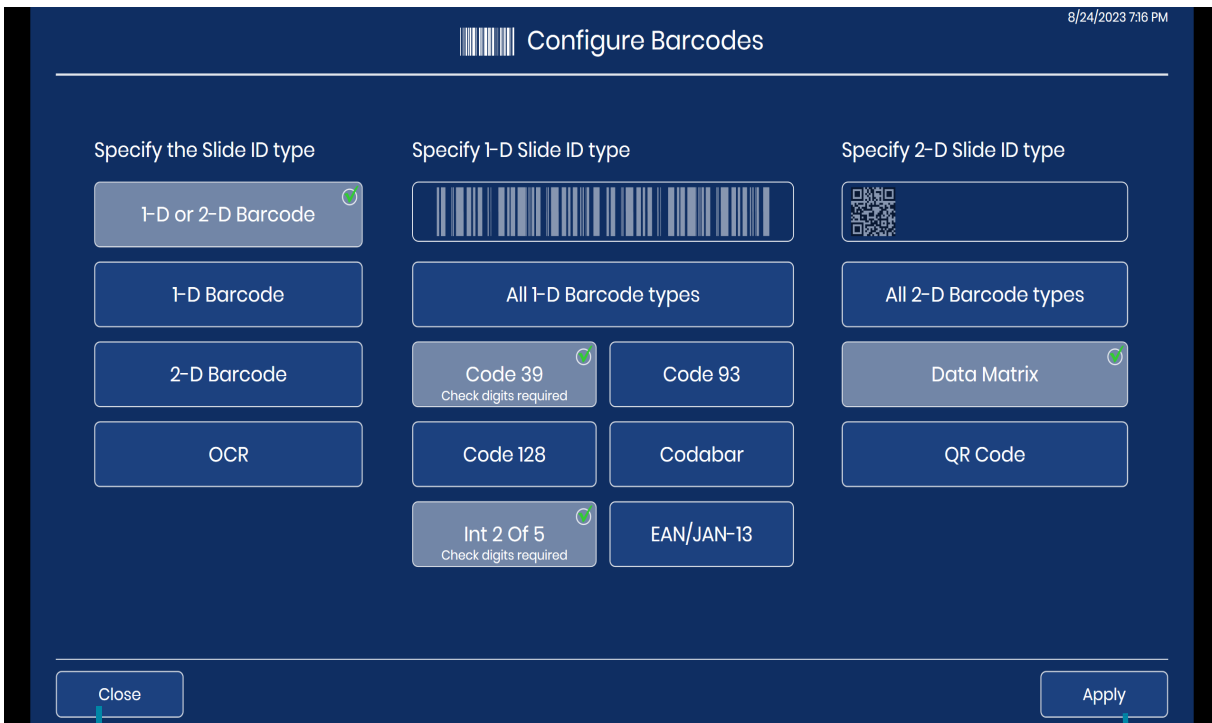 8/24/2023 7:16 PM
Configure Barcodes
Specify the Slide ID type
1-D or 2-D Barcode
1-D Barcode
2-D Barcode
OCR
Specify 1-D Slide ID type
All 1-D Barcode types
Code 39
Check digits required
Code 93
Code 128
Codabar
Int 2 Of 5
Check digits required
EAN/JAN-13
Specify 2-D Slide ID type
All 2-D Barcode types
Data Matrix
QR Code
Close
Apply